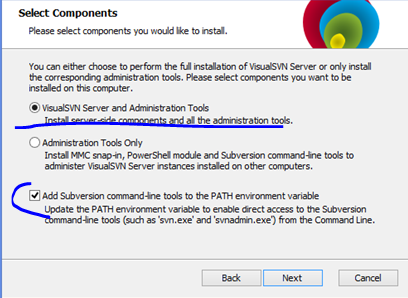 Select Components
Please select components you would like to install.
You can either choose to perform the full installation of VisualSVN Server or only install
the corresponding administration tools. Please select components you want to be
installed on this computer.
VisualSVN Server and Administration Tools
Install server-side components and all the administration tools.
Administration Tools Only
Install MMC snap-in, PowerShell module and Subversion command-line tools to
administer VisualSVN Server instances installed on other computers.
Add Subversion command-line tools to the PATH environment variable
Update the PATH environment variable to enable direct access to the Subversion
command-line tools (such as 'svn.exe' and 'svnadmin.exe') from the Command Line.
Back Next Cancel